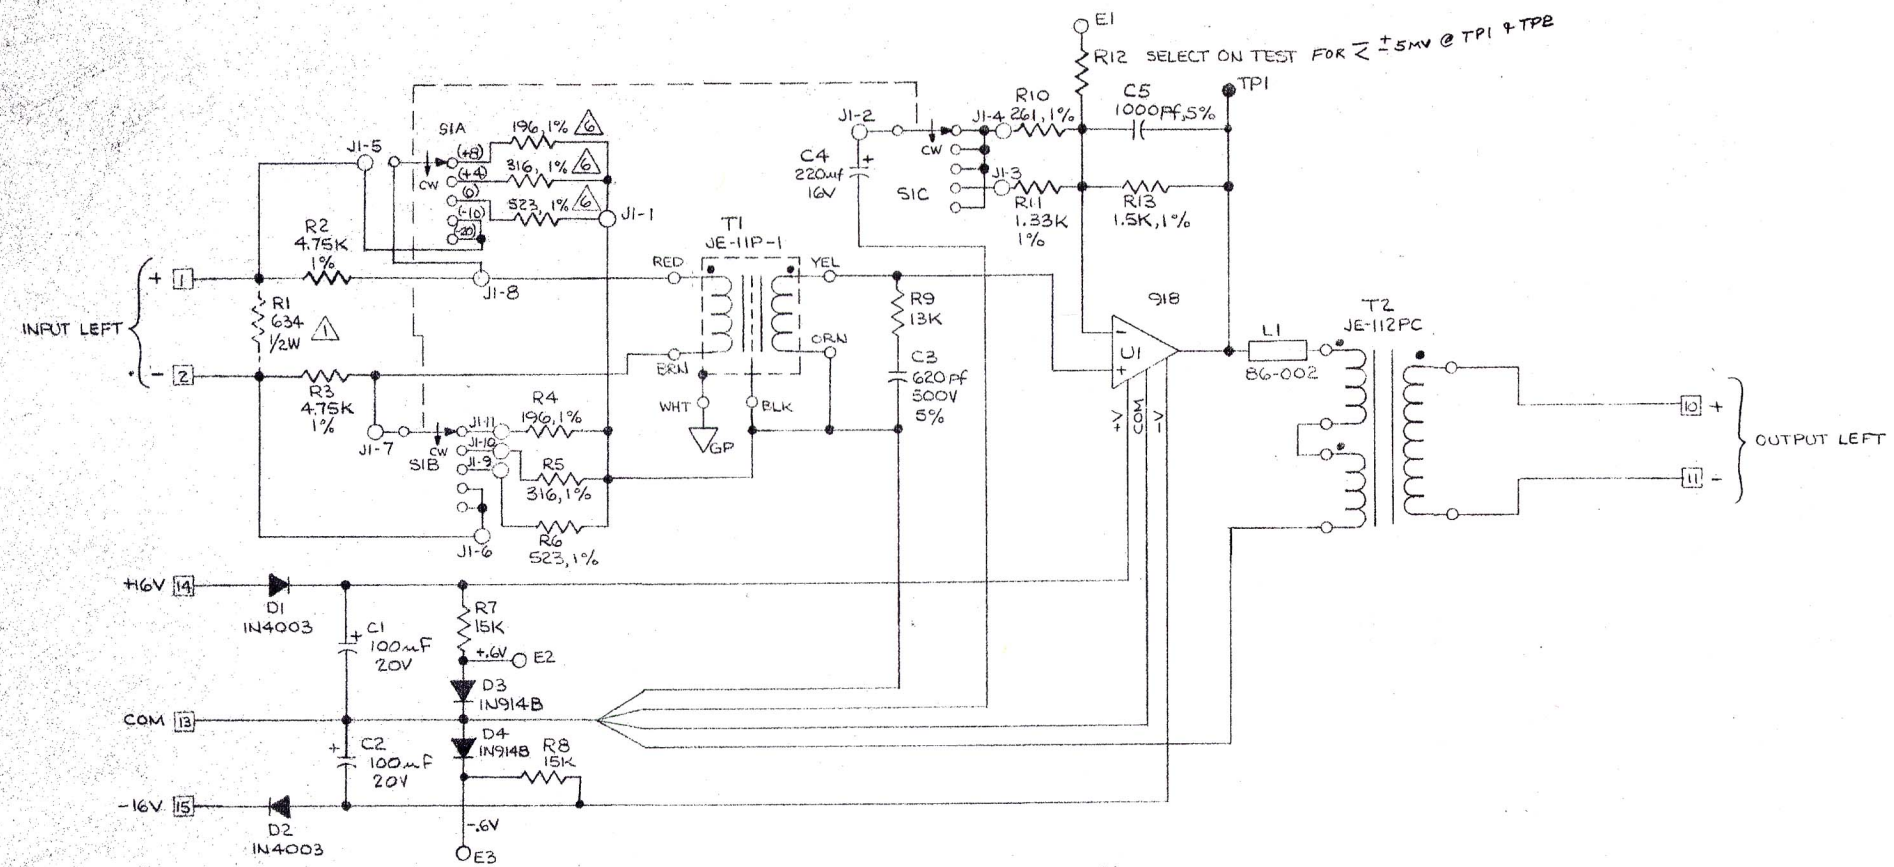 E1
R12 SELECT ON TEST FOR < ± 5MV @ TP1 & TP2
TP1
R10
261, 1%
C5
1000pf, 5%
J1-2
J1-4
CW
C4
220uf
16V
+
S1C
J1-3
R11
1.33K
1%
R13
1.5K, 1%
J1-5
S1A
CW
(+8)
(+4)
(0)
(-10)
(-20)
196, 1% 6
316, 1% 6
523, 1% 6
J1-1
R2
4.75K
1%
J1-8
INPUT LEFT
+ 1
- 2
R1
634
1/2W
1
R3
4.75K
1%
J1-7
S1B
CW
J1-11
J1-10
J1-9
J1-6
R4
196, 1%
R5
316, 1%
R6
523, 1%
T1
JE-11P-1
RED
YEL
BRN
ORN
WHT
BLK
GP
R9
13K
C3
620pf
500V
5%
918
U1
-
+
+V
COM
-V
L1
86-002
T2
JE-112PC
10 +
11 -
OUTPUT LEFT
+16V 14
D1
1N4003
+ C1
100uF
20V
R7
15K
+.6V
E2
D3
1N914B
COM 13
+ C2
100uF
20V
D4
1N914B
R8
15K
-16V 15
D2
1N4003
-.6V
E3